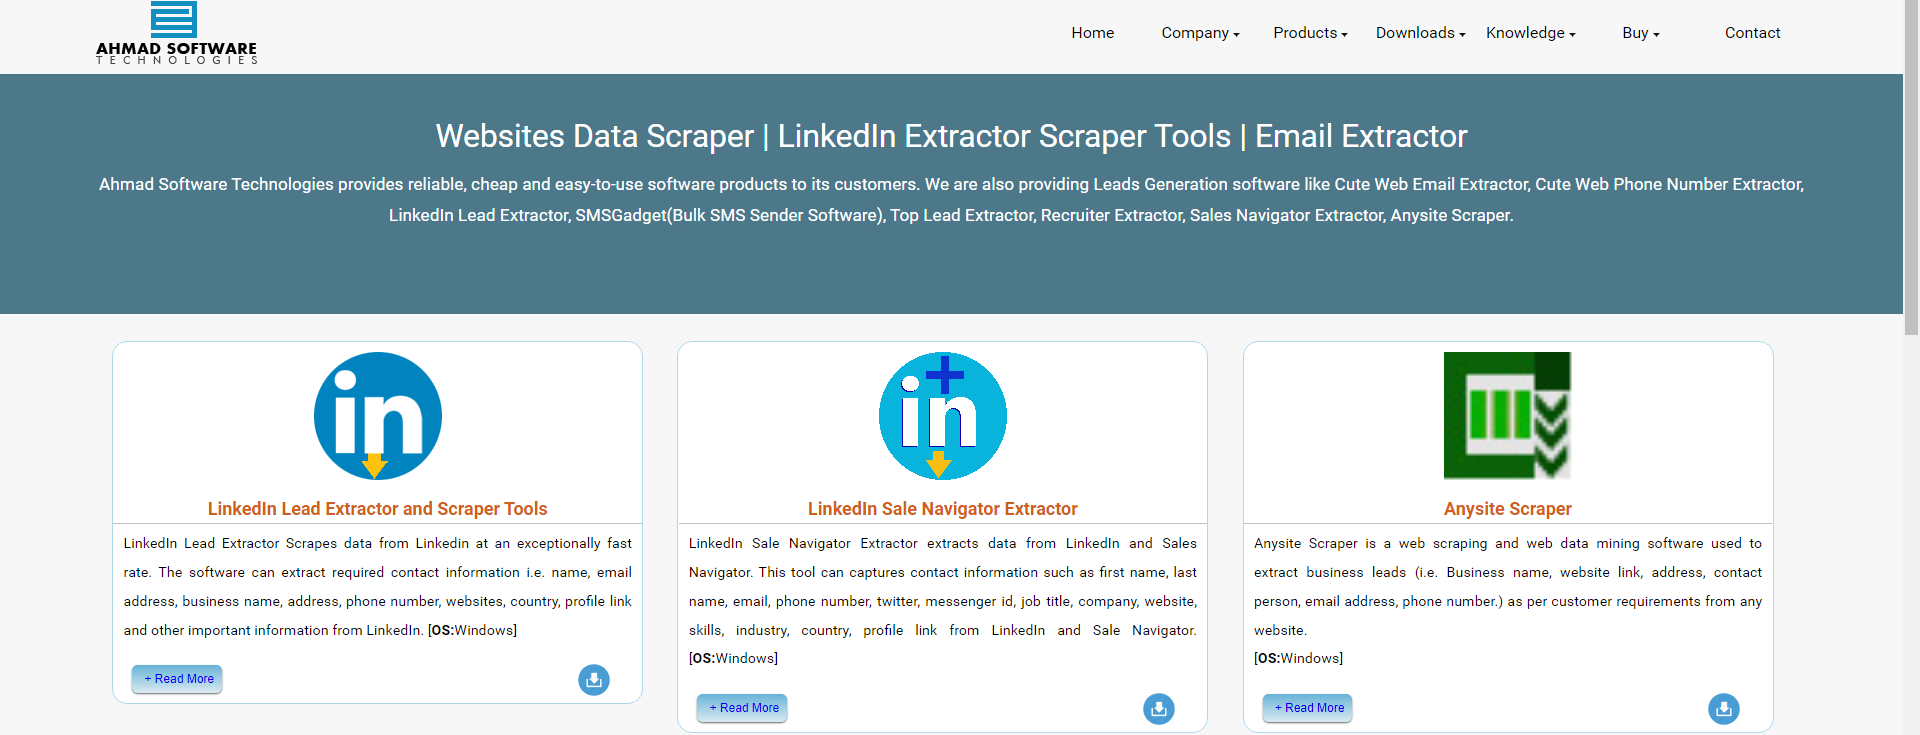 AHMAD SOFTWARE
TECHNOLOGIES
Home Company Products Downloads Knowledge Buy Contact
Websites Data Scraper | LinkedIn Extractor Scraper Tools | Email Extractor
Ahmad Software Technologies provides reliable, cheap and easy-to-use software products to its customers. We are also providing Leads Generation software like Cute Web Email Extractor, Cute Web Phone Number Extractor,
LinkedIn Lead Extractor, SMSGadget(Bulk SMS Sender Software), Top Lead Extractor, Recruiter Extractor, Sales Navigator Extractor, Anysite Scraper.
in
LinkedIn Lead Extractor and Scraper Tools
LinkedIn Lead Extractor Scrapes data from Linkedin at an exceptionally fast
rate. The software can extract required contact information i.e. name, email
address, business name, address, phone number, websites, country, profile link
and other important information from LinkedIn. [OS:Windows]
+ Read More
in
LinkedIn Sale Navigator Extractor
LinkedIn Sale Navigator Extractor extracts data from LinkedIn and Sales
Navigator. This tool can captures contact information such as first name, last
name, email, phone number, twitter, messenger id, job title, company, website,
skills, industry, country, profile link from LinkedIn and Sale Navigator.
[OS:Windows]
+ Read More
Anysite Scraper
Anysite Scraper is a web scraping and web data mining software used to
extract business leads (i.e. Business name, website link, address, contact
person, email address, phone number.) as per customer requirements from any
website.
[OS:Windows]
+ Read More